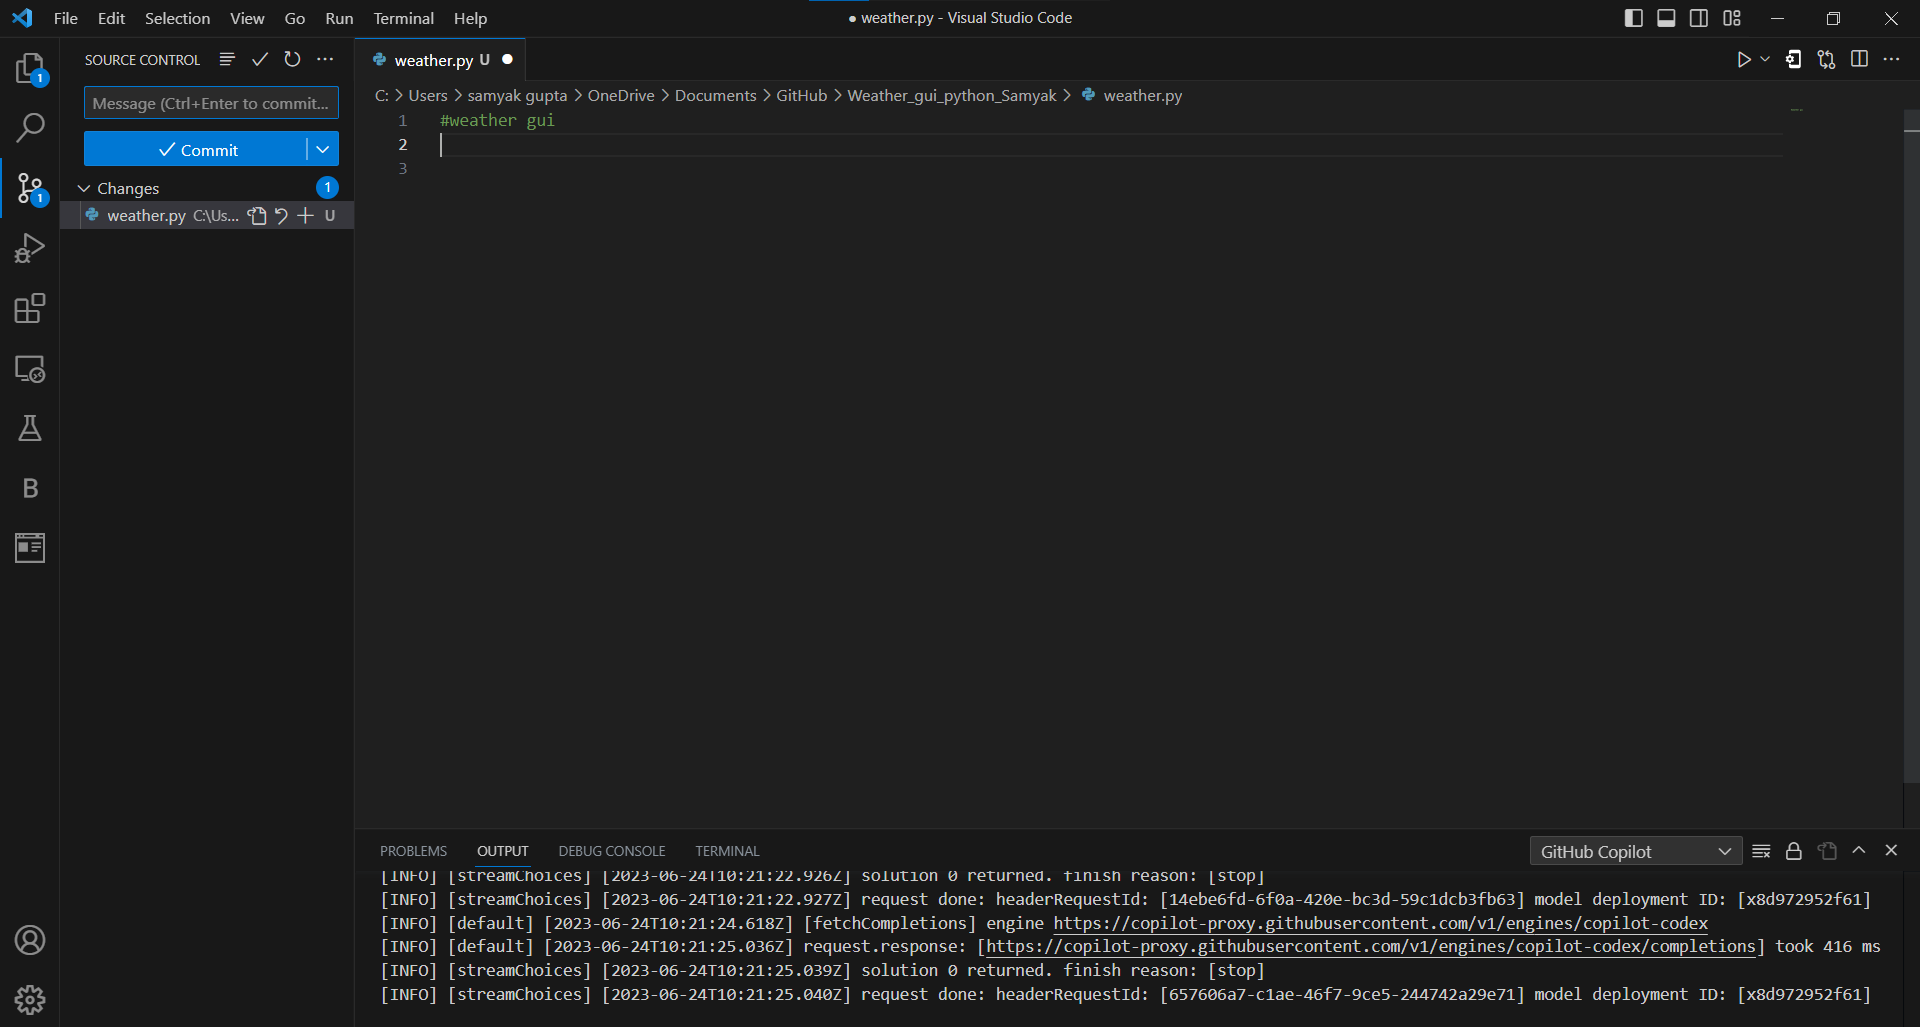 File Edit Selection View Go Run Terminal Help
● weather.py - Visual Studio Code
SOURCE CONTROL
weather.py U ●
1
Message (Ctrl+Enter to commit...
C: > Users > samyak gupta > OneDrive > Documents > GitHub > Weather_gui_python_Samyak > weather.py
1 #weather gui
Commit
2
3
Changes 1
1
weather.py C:\Us... U
B
PROBLEMS OUTPUT DEBUG CONSOLE TERMINAL
GitHub Copilot
[INFO] [streamChoices] [2023-06-24T10:21:22.926Z] solution 0 returned. finish reason: [stop]
[INFO] [streamChoices] [2023-06-24T10:21:22.927Z] request done: headerRequestId: [14ebe6fd-6f0a-420e-bc3d-59c1dcb3fb63] model deployment ID: [x8d972952f61]
[INFO] [default] [2023-06-24T10:21:24.618Z] [fetchCompletions] engine https://copilot-proxy.githubusercontent.com/v1/engines/copilot-codex
[INFO] [default] [2023-06-24T10:21:25.036Z] request.response: [https://copilot-proxy.githubusercontent.com/v1/engines/copilot-codex/completions] took 416 ms
[INFO] [streamChoices] [2023-06-24T10:21:25.039Z] solution 0 returned. finish reason: [stop]
[INFO] [streamChoices] [2023-06-24T10:21:25.040Z] request done: headerRequestId: [657606a7-c1ae-46f7-9ce5-244742a29e71] model deployment ID: [x8d972952f61]